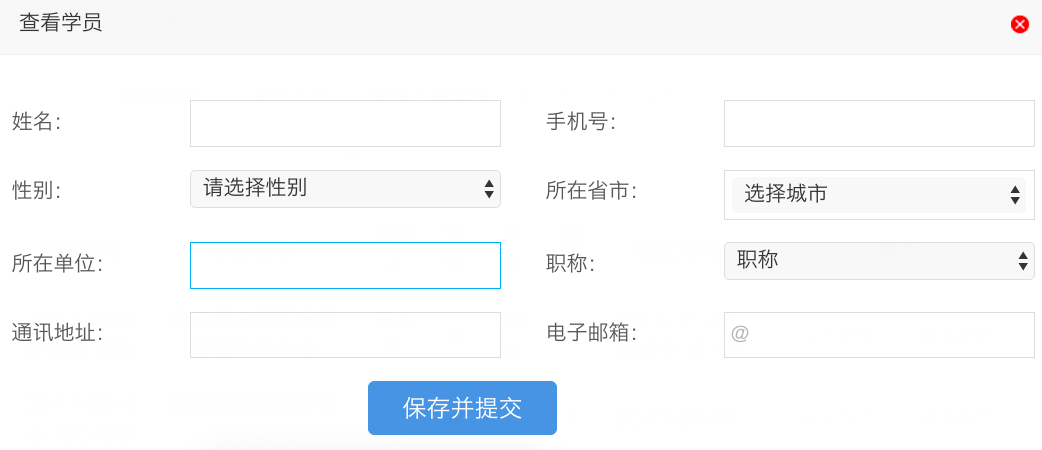 查看学员
姓名: 手机号:
性别: 请选择性别 所在省市: 选择城市
所在单位: 职称: 职称
通讯地址: 电子邮箱: @
保存并提交